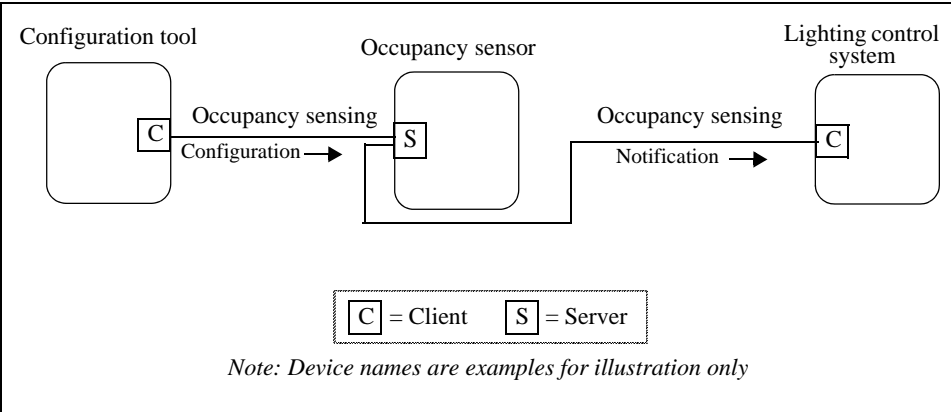 Configuration tool
Occupancy sensor
Lighting control
system
Occupancy sensing
Occupancy sensing
C
S
C
Configuration
Notification
C = Client S = Server
Note: Device names are examples for illustration only